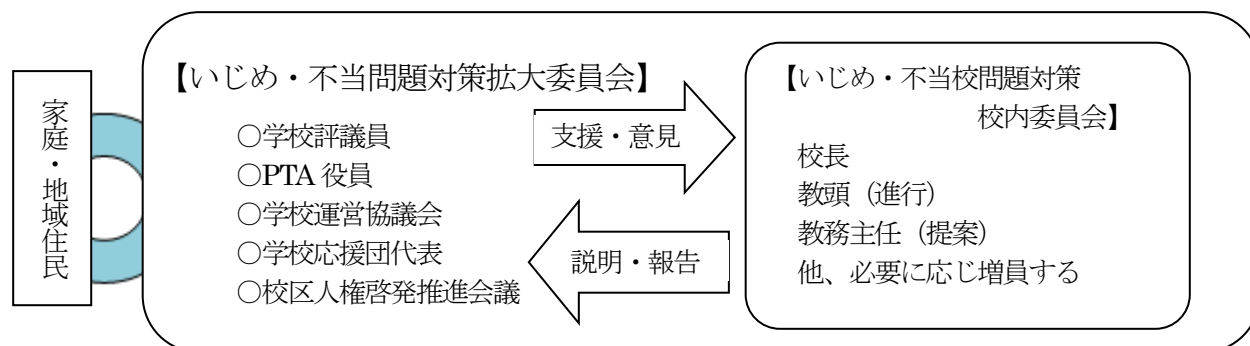 家庭・地域住民
【いじめ・不当問題対策拡大委員会】
○学校評議員
○PTA 役員
○学校運営協議会
○学校応援団代表
○校区人権啓発推進会議
支援・意見
説明・報告
【いじめ・不当校問題対策
校内委員会】
校長
教頭（進行）
教務主任（提案）
他、必要に応じ増員する